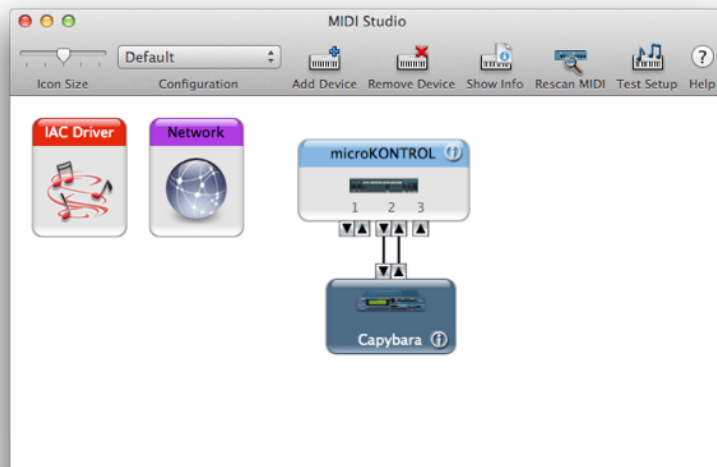 MIDI Studio
Default
Icon Size Configuration Add Device Remove Device Show Info Rescan MIDI Test Setup Help
IAC Driver Network
microKONTROL
1 2 3
Capybara